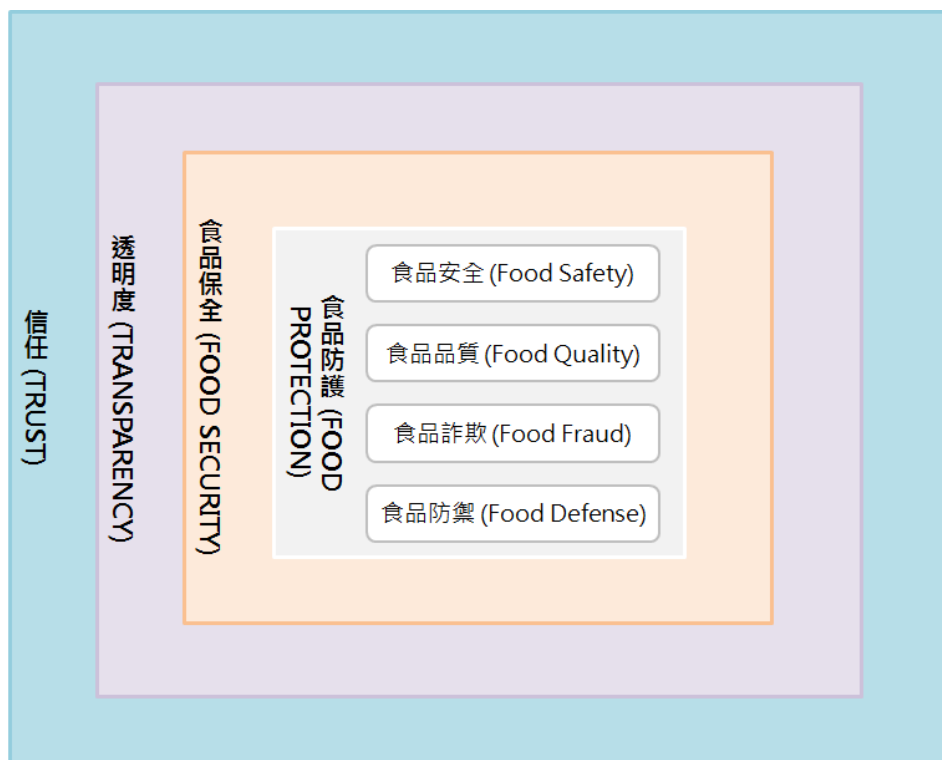 信任 (TRUST)
透明度 (TRANSPARENCY)
食品保全 (FOOD SECURITY)
食品防護 (FOOD
PROTECTION)
食品安全 (Food Safety)
食品品質 (Food Quality)
食品詐欺 (Food Fraud)
食品防禦 (Food Defense)